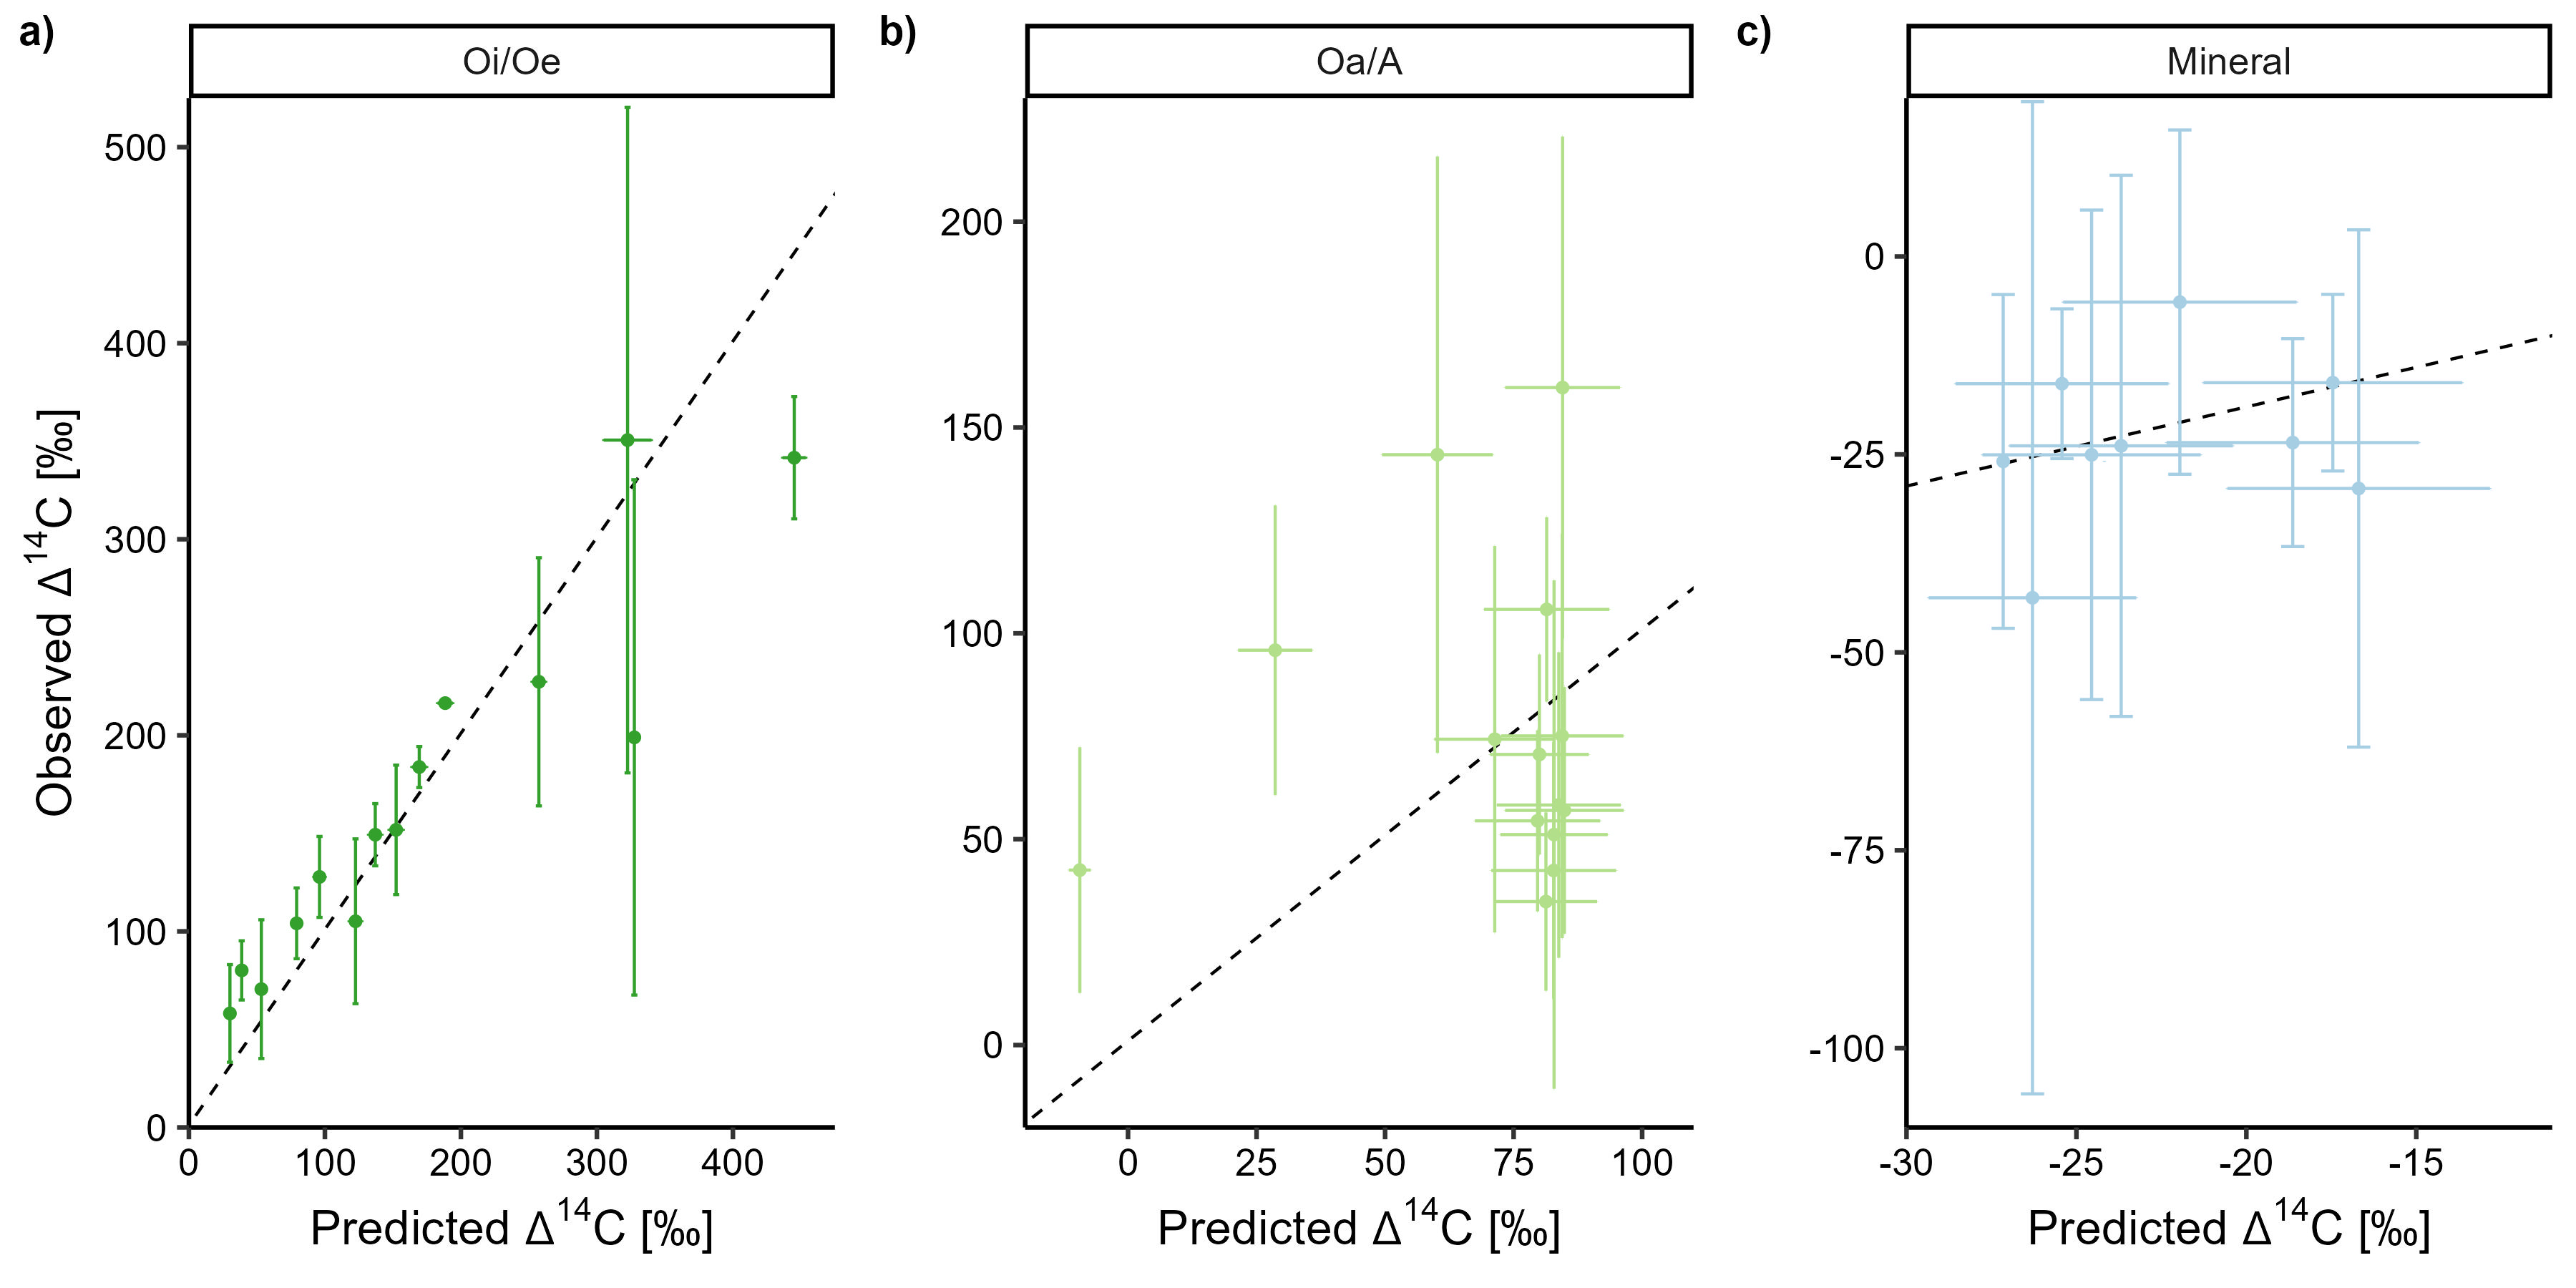 a)
Oi/Oe
b)
Oa/A
c)
Mineral
Observed Δ¹⁴C [‰]
500
400
300
200
100
0
0 100 200 300 400
Predicted Δ¹⁴C [‰]
200
150
100
50
0
0 25 50 75 100
Predicted Δ¹⁴C [‰]
0
-25
-50
-75
-100
-30 -25 -20 -15
Predicted Δ¹⁴C [‰]